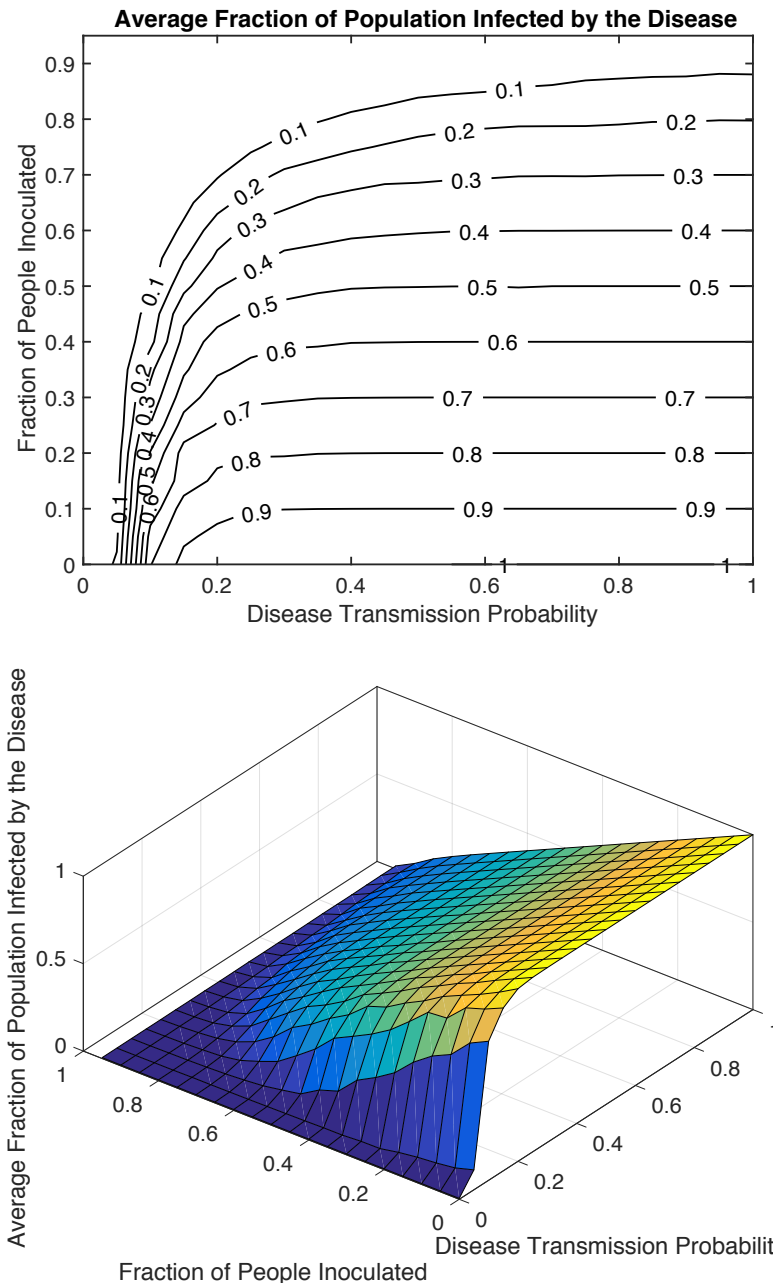 Average Fraction of Population Infected by the Disease
0.9
0.8
0.7
0.6
0.5
0.4
0.3
0.2
0.1
0
Fraction of People Inoculated
0.1 0.1
0.2 0.2 0.2
0.3 0.3 0.3
0.4 0.4 0.4
0.1
0.5 0.5 0.5
0.6 0.6
0.2
0.3 0.7 0.7 0.7
0.4 0.8 0.8 0.8
0.5
0.1 0.6 0.9 0.9 0.9
1 1
0 0.2 0.4 0.6 0.8 1
Disease Transmission Probability
Average Fraction of Population Infected by the Disease
1
0.5
0
1
0.8
0.6
0.4
0.2
0
0
0.2
0.4
0.6
0.8
Disease Transmission Probabilit
Fraction of People Inoculated